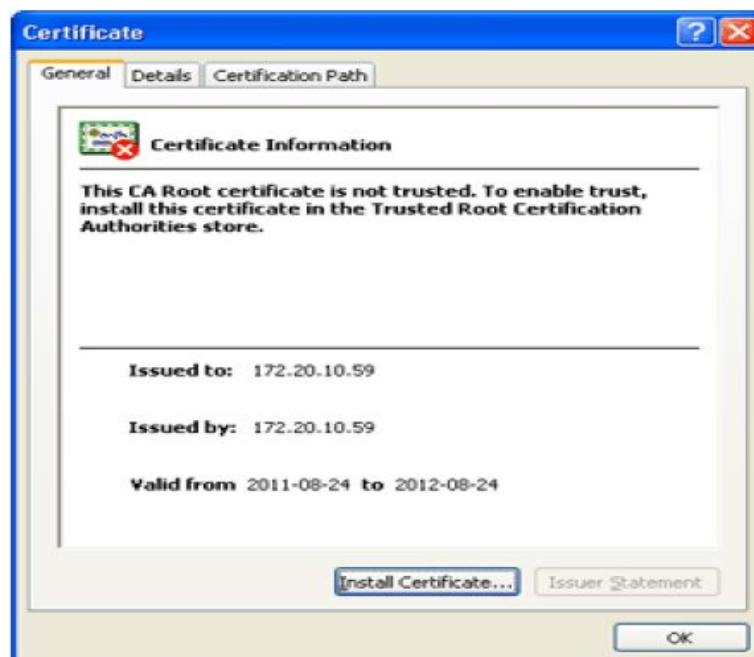 Certificate
General Details Certification Path
Certificate Information
This CA Root certificate is not trusted. To enable trust,
install this certificate in the Trusted Root Certification
Authorities store.
Issued to: 172.20.10.59
Issued by: 172.20.10.59
Valid from 2011-08-24 to 2012-08-24
Install Certificate... Issuer Statement
OK